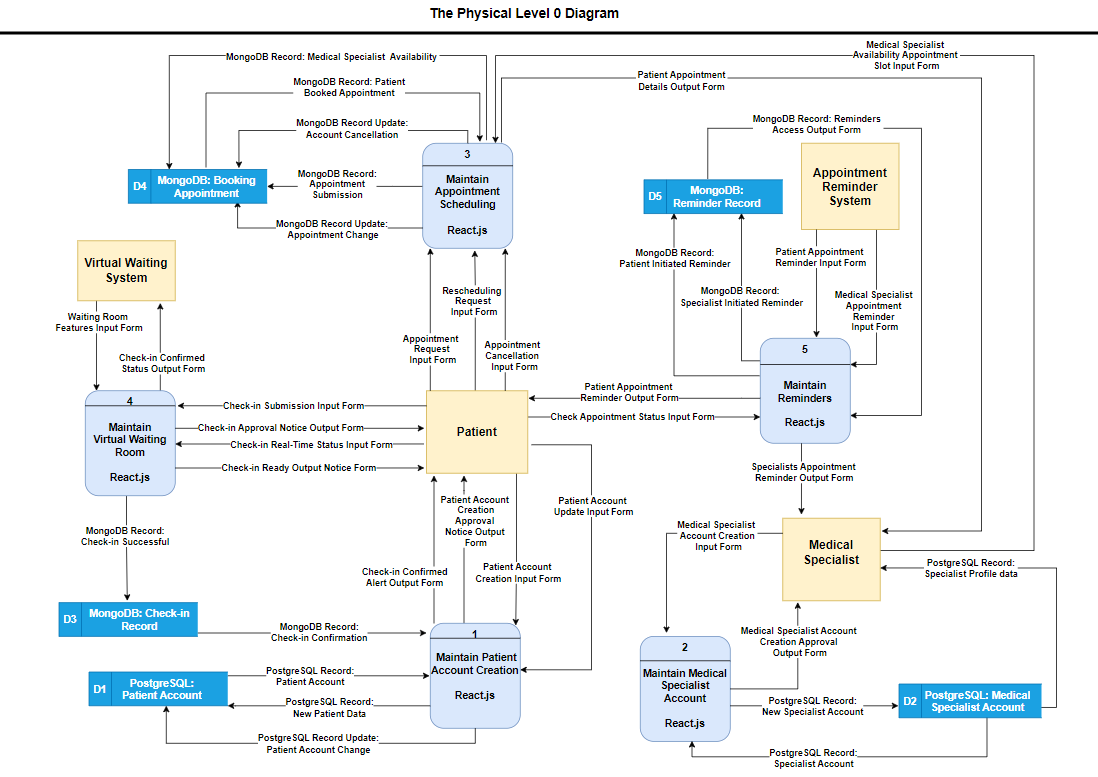 The Physical Level 0 Diagram
MongoDB Record: Medical Specialist Availability
Medical Specialist
Availability Appointment
Slot Input Form
MongoDB Record: Patient
Booked Appointment
Patient Appointment
Details Output Form
MongoDB Record Update:
Account Cancellation
MongoDB Record: Reminders
Access Output Form
D4
MongoDB: Booking
Appointment
MongoDB Record:
Appointment
Submission
3
Maintain
Appointment
Scheduling
React.js
D5
MongoDB:
Reminder Record
Appointment
Reminder
System
MongoDB Record Update:
Appointment Change
Virtual Waiting
System
MongoDB Record:
Patient Initiated Reminder
Patient Appointment
Reminder Input Form
MongoDB Record:
Specialist Initiated Reminder
Medical Specialist
Appointment
Reminder
Input Form
Rescheduling
Request
Input Form
Waiting Room
Features Input Form
Check-in Confirmed
Status Output Form
Appointment
Request
Input Form
Appointment
Cancellation
Input Form
5
Maintain
Reminders
React.js
4
Maintain
Virtual Waiting
Room
React.js
Check-in Submission Input Form
Check-in Approval Notice Output Form
Check-in Real-Time Status Input Form
Check-in Ready Output Notice Form
Patient
Patient Appointment
Reminder Output Form
Check Appointment Status Input Form
Specialists Appointment
Reminder Output Form
MongoDB Record:
Check-in Successful
Patient Account
Creation
Approval
Notice Output
Form
Patient Account
Update Input Form
Medical Specialist
Account Creation
Input Form
Medical
Specialist
Check-in Confirmed
Alert Output Form
Patient Account
Creation Input Form
PostgreSQL Record:
Specialist Profile data
D3
MongoDB: Check-in
Record
MongoDB Record:
Check-in Confirmation
1
Maintain Patient
Account Creation
React.js
Medical Specialist Account
Creation Approval
Output Form
2
Maintain Medical
Specialist
Account
React.js
D1
PostgreSQL:
Patient Account
PostgreSQL Record:
Patient Account
PostgreSQL Record:
New Patient Data
PostgreSQL Record Update:
Patient Account Change
PostgreSQL Record:
New Specialist Account
D2
PostgreSQL: Medical
Specialist Account
PostgreSQL Record:
Specialist Account